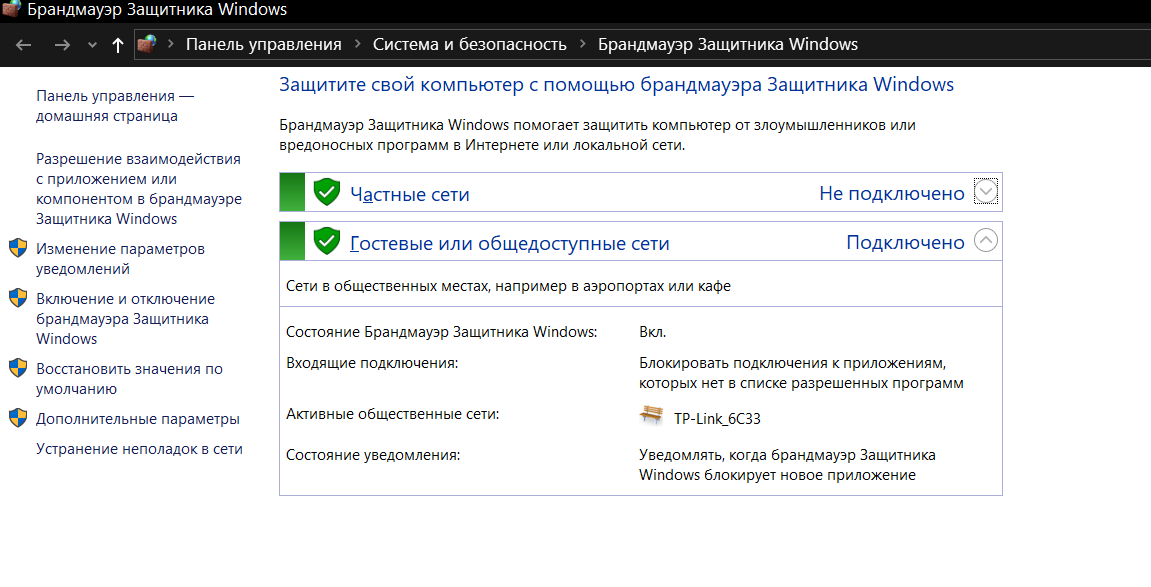 Брандмауэр Защитника Windows
Панель управления > Система и безопасность > Брандмауэр Защитника Windows
Панель управления —
домашняя страница
Разрешение взаимодействия
с приложением или
компонентом в брандмауэре
Защитника Windows
Изменение параметров
уведомлений
Включение и отключение
брандмауэра Защитника
Windows
Восстановить значения по
умолчанию
Дополнительные параметры
Устранение неполадок в сети
Защитите свой компьютер с помощью брандмауэра Защитника Windows
Брандмауэр Защитника Windows помогает защитить компьютер от злоумышленников или
вредоносных программ в Интернете или локальной сети.
Частные сети Не подключено
Гостевые или общедоступные сети Подключено
Сети в общественных местах, например в аэропортах или кафе
Состояние Брандмауэр Защитника Windows: Вкл.
Входящие подключения: Блокировать подключения к приложениям,
которых нет в списке разрешенных программ
Активные общественные сети: TP-Link_6C33
Состояние уведомления: Уведомлять, когда брандмауэр Защитника
Windows блокирует новое приложение